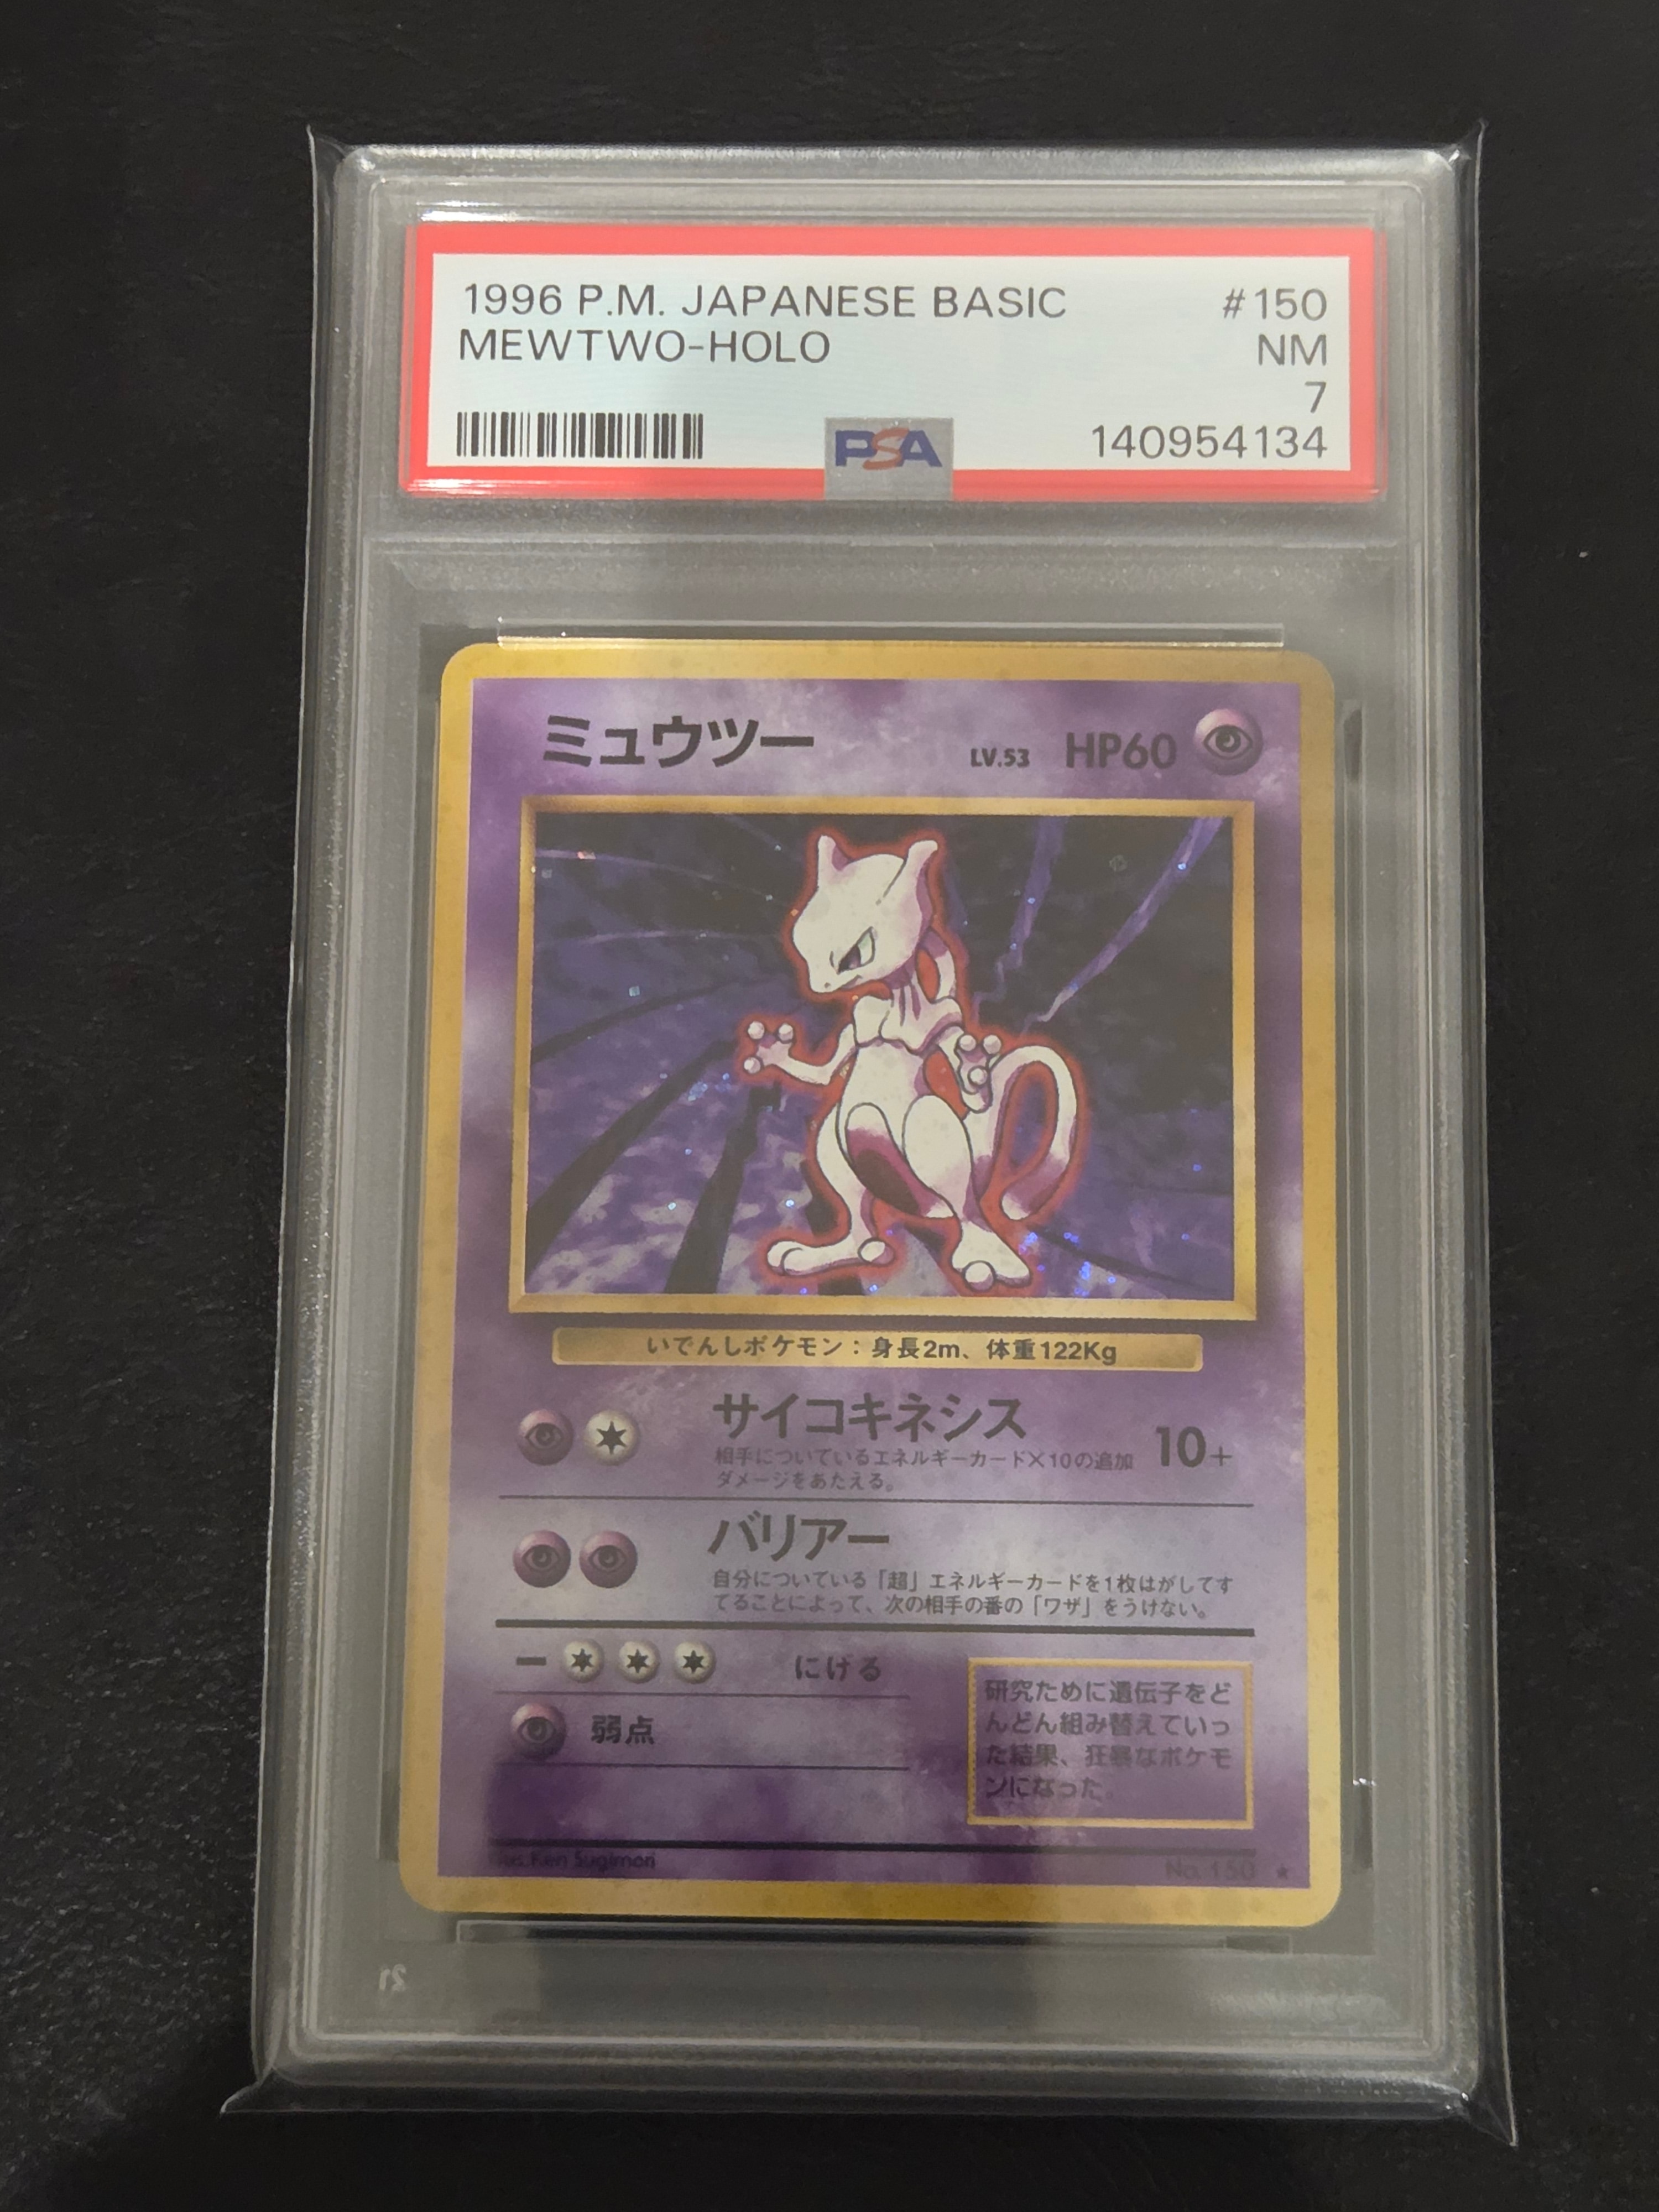 1996 P.M. JAPANESE BASIC #150
MEWTWO-HOLO NM
7
PSA 140954134
ミュウツー LV.53 HP60
いでんしポケモン：身長2m、体重122Kg
サイコキネシス 10+
相手についているエネルギーカード×10の追加
ダメージをあたえる。
バリアー
自分についている「超」エネルギーカードを1枚はがしてす
てることによって、次の相手の番の「ワザ」をうけない。
ー にげる
弱点
研究ために遺伝子をど
んどん組み替えていっ
た結果、狂暴なポケモ
ンになった。
Ken Sugimori No.150 ★
21